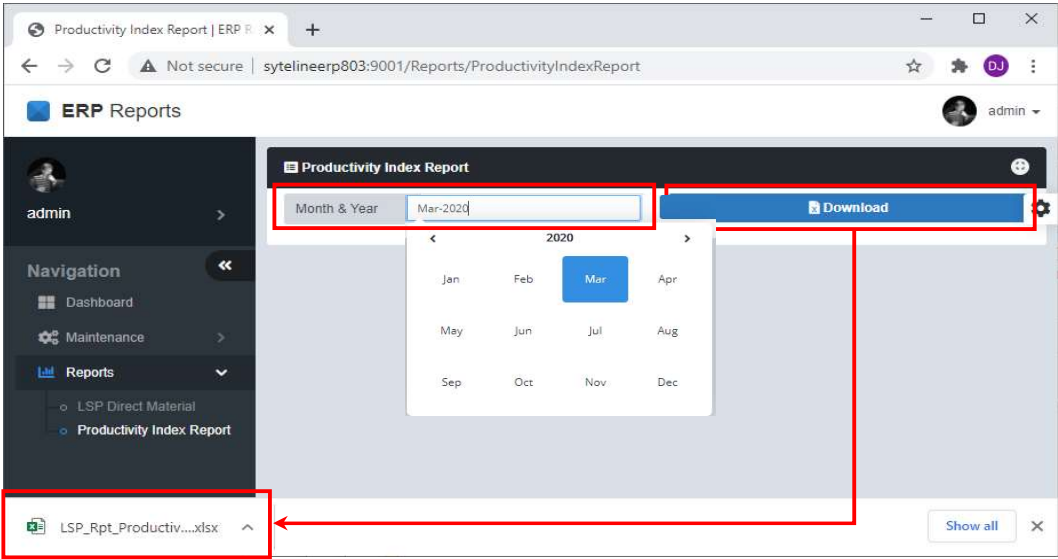 Productivity Index Report | ERP R
Not secure | sytelineerp803:9001/Reports/ProductivityIndexReport
DJ
ERP Reports
admin
admin
Productivity Index Report
Month & Year
Mar-2020
Download
2020
Jan Feb Mar Apr
May Jun Jul Aug
Sep Oct Nov Dec
Navigation
Dashboard
Maintenance
Reports
LSP Direct Material
Productivity Index Report
LSP_Rpt_Productiv....xlsx
Show all